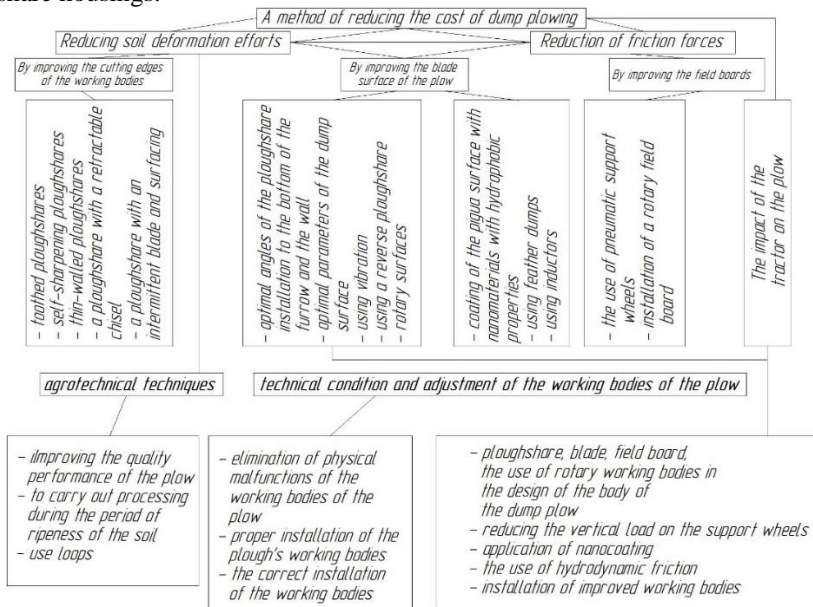 share housings.
A method of reducing the cost of dump plowing
Reducing soil deformation efforts
Reduction of friction forces
By improving the cutting edges
of the working bodies
By improving the blade
surface of the plow
By improving the field boards
- toothed ploughshares
- self-sharpening ploughshares
- thin-walled ploughshares
- a ploughshare with a retractable
chisel
- a ploughshare with an
intermittent blade and surfacing
- optimal angles of the ploughshare
installation to the bottom of the
furrow and the wall
- optimal parameters of the dump
surface
- using vibration
- using a reverse ploughshare
- rotary surfaces
- coating of the pigua surface with
nanomaterials with hydrophobic
properties
- using feather dumps
- using inductors
- the use of pneumatic support
wheels
- installation of a rotary field
board
The impact of the
tractor on the plow
agrotechnical techniques
technical condition and adjustment of the working bodies of the plow
- iImproving the quality
performance of the plow
- to carry out processing
during the period of
ripeness of the soil
- use loops
- elimination of physical
malfunctions of the
working bodies of the
plow
- proper installation of the
plough's working bodies
- the correct installation
of the working bodies
- ploughshare, blade, field board,
the use of rotary working bodies in
the design of the body of
the dump plow
- reducing the vertical load on the support wheels
- application of nanocoating
- the use of hydrodynamic friction
- installation of improved working bodies